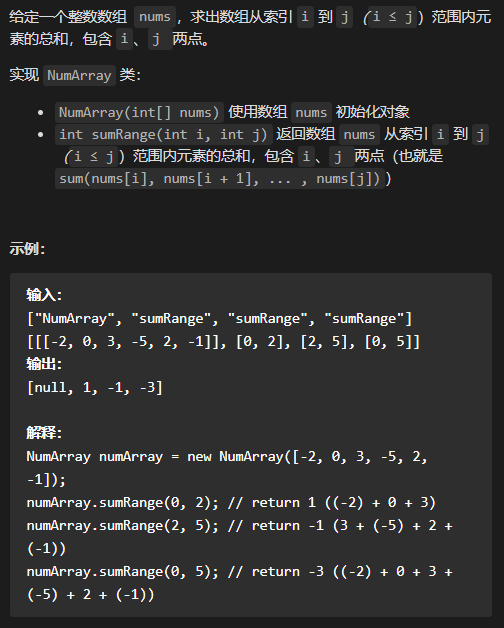 给定一个整数数组 nums，求出数组从索引 i 到 j（i ≤ j）范围内元
素的总和，包含 i、j 两点。
实现 NumArray 类：
• NumArray(int[] nums) 使用数组 nums 初始化对象
• int sumRange(int i, int j) 返回数组 nums 从索引 i 到 j
（i ≤ j）范围内元素的总和，包含 i、j 两点（也就是
sum(nums[i], nums[i + 1], ... , nums[j])）
示例：
输入：
["NumArray", "sumRange", "sumRange", "sumRange"]
[[[-2, 0, 3, -5, 2, -1]], [0, 2], [2, 5], [0, 5]]
输出：
[null, 1, -1, -3]
解释：
NumArray numArray = new NumArray([-2, 0, 3, -5, 2,
-1]);
numArray.sumRange(0, 2); // return 1 ((-2) + 0 + 3)
numArray.sumRange(2, 5); // return -1 (3 + (-5) + 2 +
(-1))
numArray.sumRange(0, 5); // return -3 ((-2) + 0 + 3 +
(-5) + 2 + (-1))